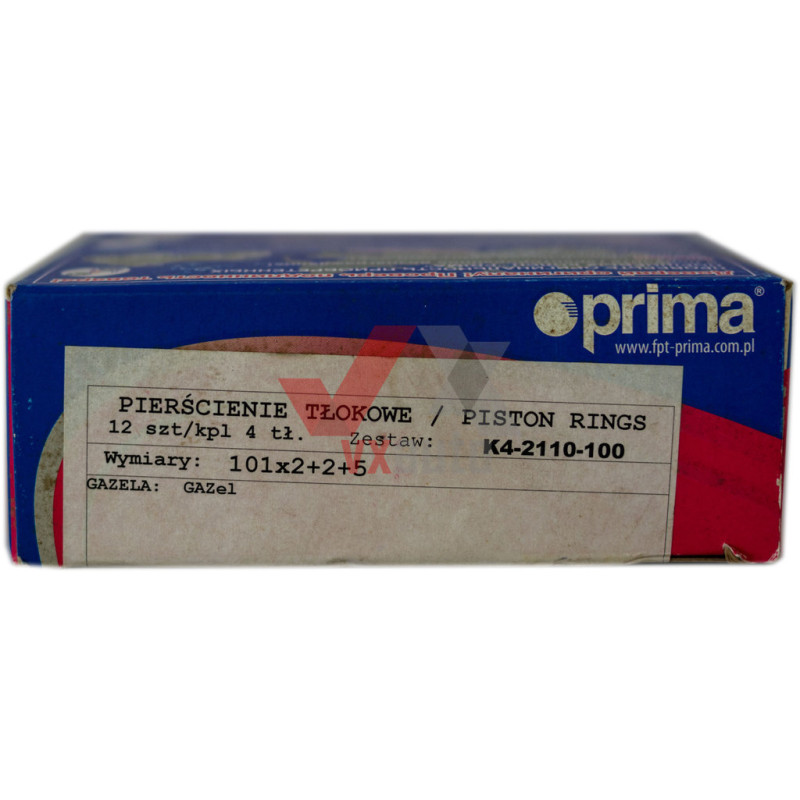 prima®
www.fpt-prima.com.pl
PIERŚCIENIE TŁOKOWE / PISTON RINGS
12 szt/kpl 4 tł. Zestaw: K4-2110-100
Wymiary: 101x2+2+5
GAZELA: GAZel